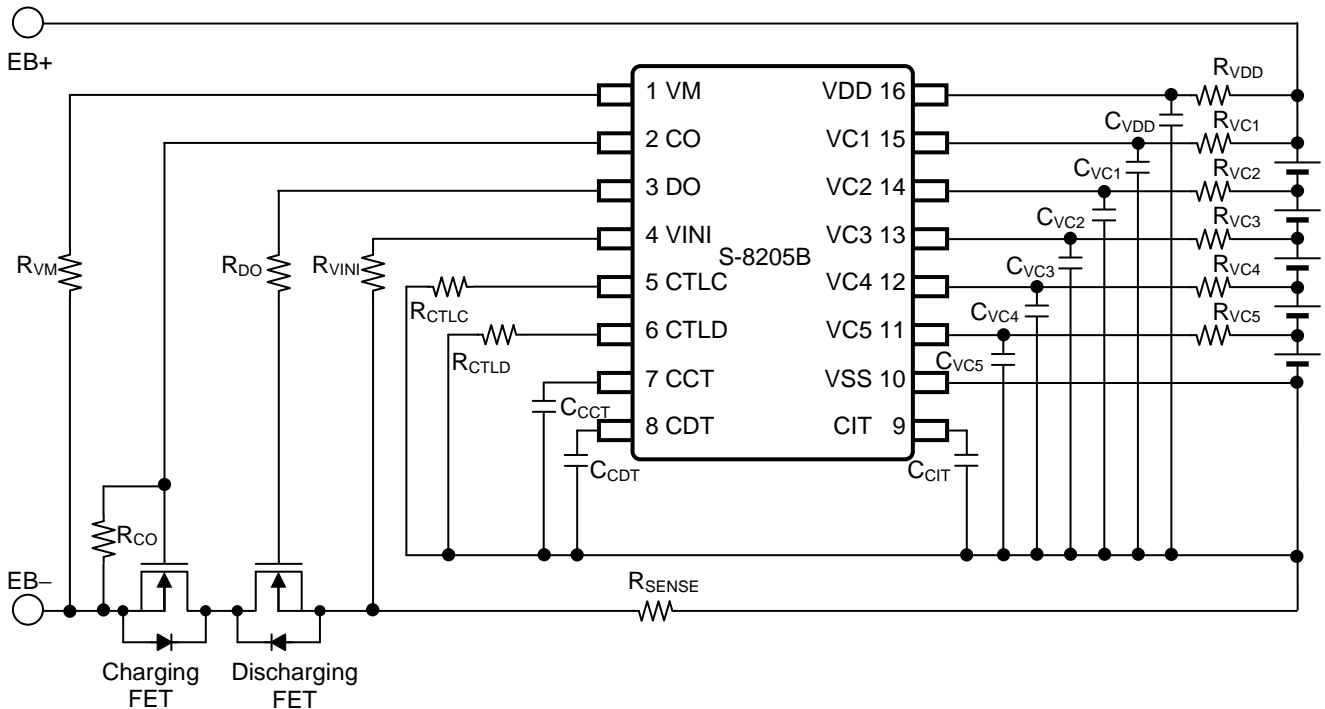 EB+
RVDD
1 VM
VDD 16
CVDD
RVC1
2 CO
VC1 15
CVC1
RVC2
3 DO
VC2 14
CVC2
RVC3
4 VINI
VC3 13
S-8205B
RVM
RDO
RVINI
CVC3
RVC4
5 CTLC
VC4 12
RCTLC
CVC4
RVC5
6 CTLD
VC5 11
RCTLD
CVC5
7 CCT
VSS 10
CCCT
8 CDT
CIT 9
CCDT
CCIT
RCO
EB−
RSENSE
Charging
FET
Discharging
FET